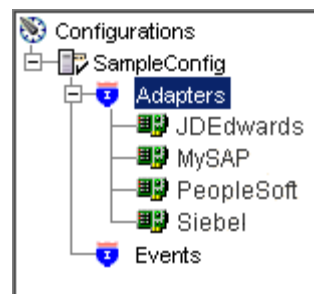 Configurations
SampleConfig
Adapters
JDEdwards
MySAP
PeopleSoft
Siebel
Events